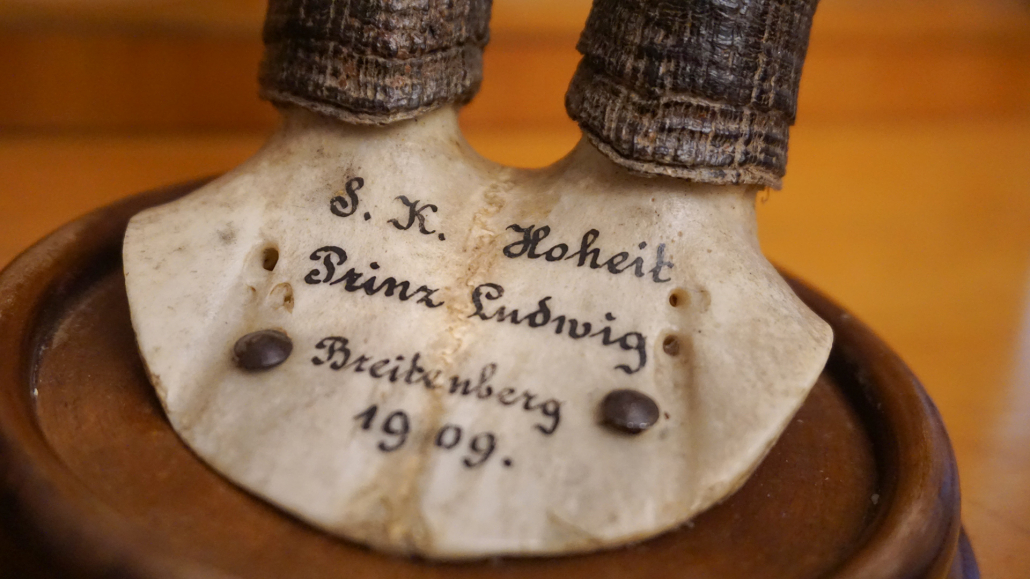 S. K. Hoheit
Prinz Ludwig
Breitenberg
1909.